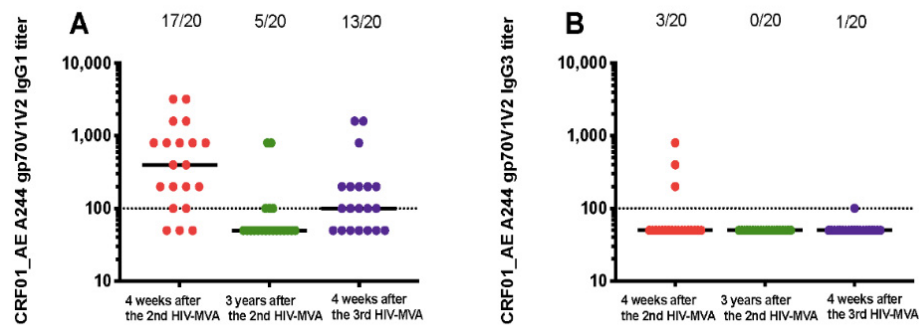 A
17/20 5/20 13/20
CRF01_AE A244 gp70V1V2 IgG1 titer
10,000
1,000
100
10
4 weeks after
the 2nd HIV-MVA
3 years after
the 2nd HIV-MVA
4 weeks after
the 3rd HIV-MVA
B
3/20 0/20 1/20
CRF01_AE A244 gp70V1V2 IgG3 titer
10,000
1,000
100
10
4 weeks after
the 2nd HIV-MVA
3 years after
the 2nd HIV-MVA
4 weeks after
the 3rd HIV-MVA